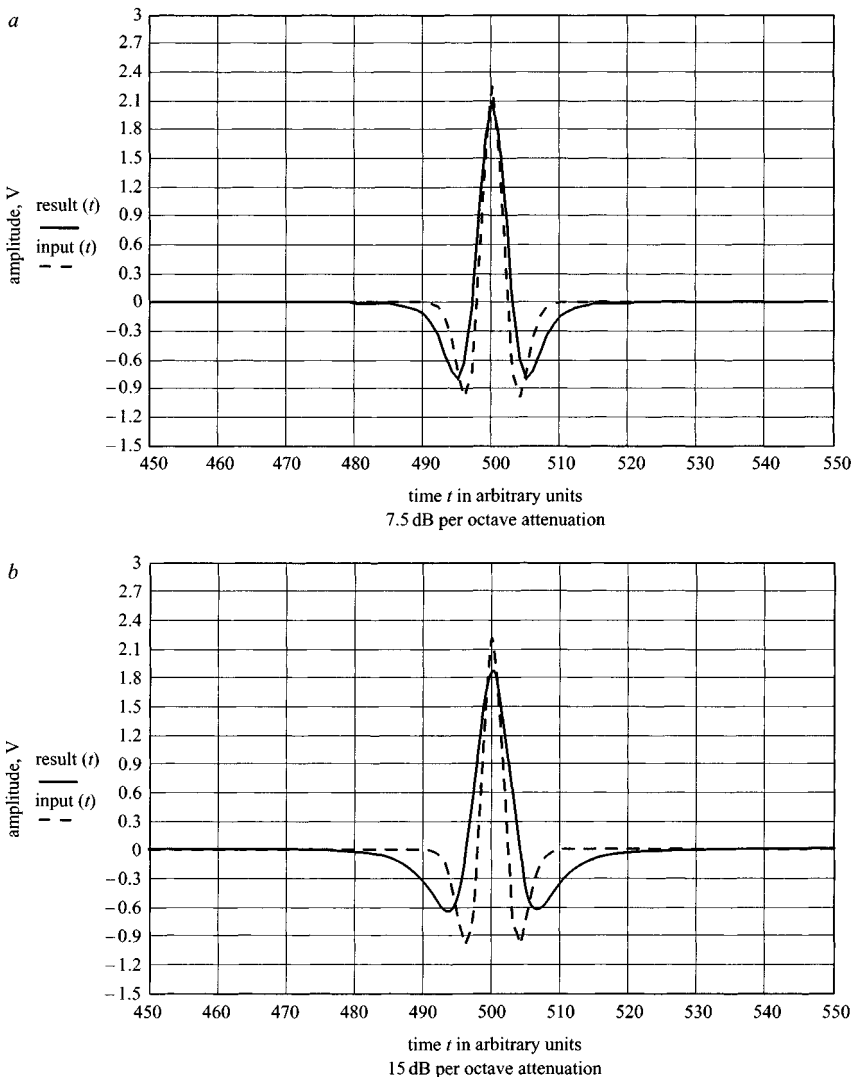 a
3
2.7
2.4
2.1
1.8
1.5
1.2
0.9
0.6
0.3
0
−0.3
−0.6
−0.9
−1.2
−1.5
amplitude, V
result (t)
input (t)
450 460 470 480 490 500 510 520 530 540 550
time t in arbitrary units
7.5 dB per octave attenuation
b
3
2.7
2.4
2.1
1.8
1.5
1.2
0.9
0.6
0.3
0
−0.3
−0.6
−0.9
−1.2
−1.5
amplitude, V
result (t)
input (t)
450 460 470 480 490 500 510 520 530 540 550
time t in arbitrary units
15 dB per octave attenuation